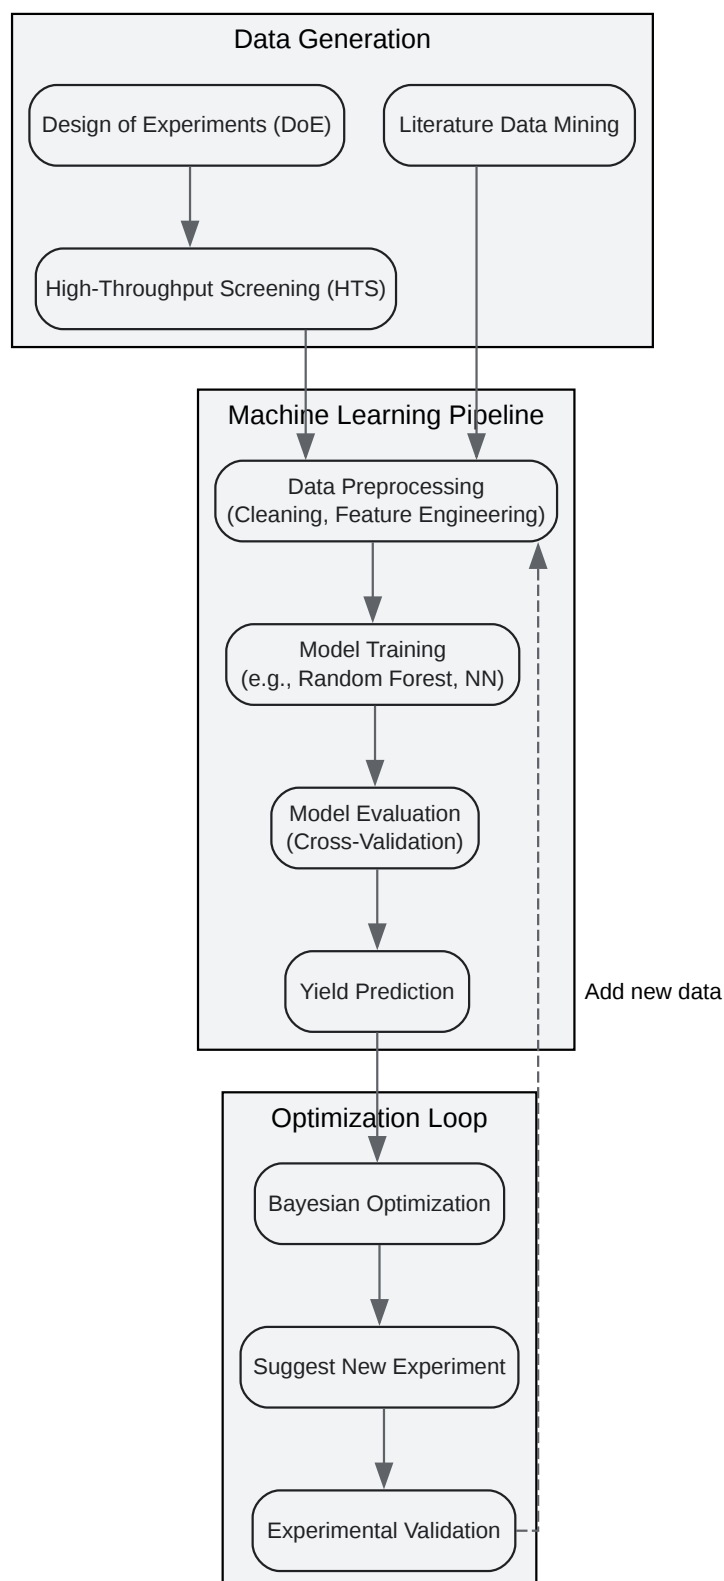 Data Generation
Design of Experiments (DoE)
Literature Data Mining
High-Throughput Screening (HTS)
Machine Learning Pipeline
Data Preprocessing
(Cleaning, Feature Engineering)
Model Training
(e.g., Random Forest, NN)
Model Evaluation
(Cross-Validation)
Yield Prediction
Add new data
Optimization Loop
Bayesian Optimization
Suggest New Experiment
Experimental Validation